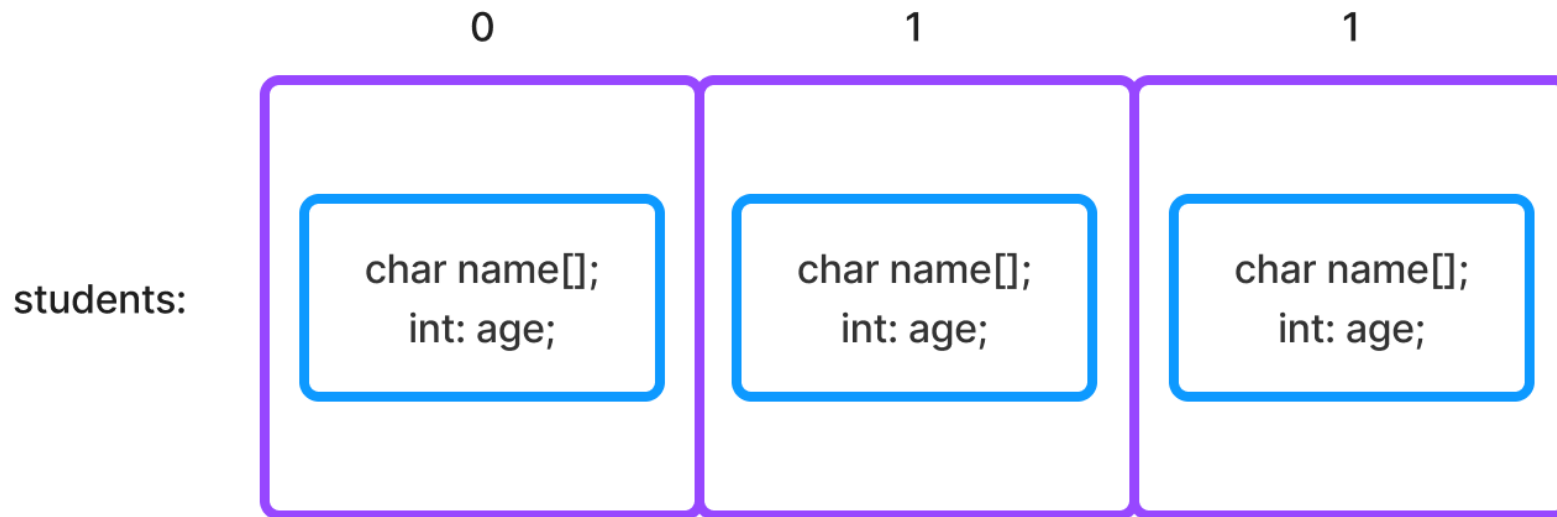 0
1
1
students:
char name[];
int: age;
char name[];
int: age;
char name[];
int: age;